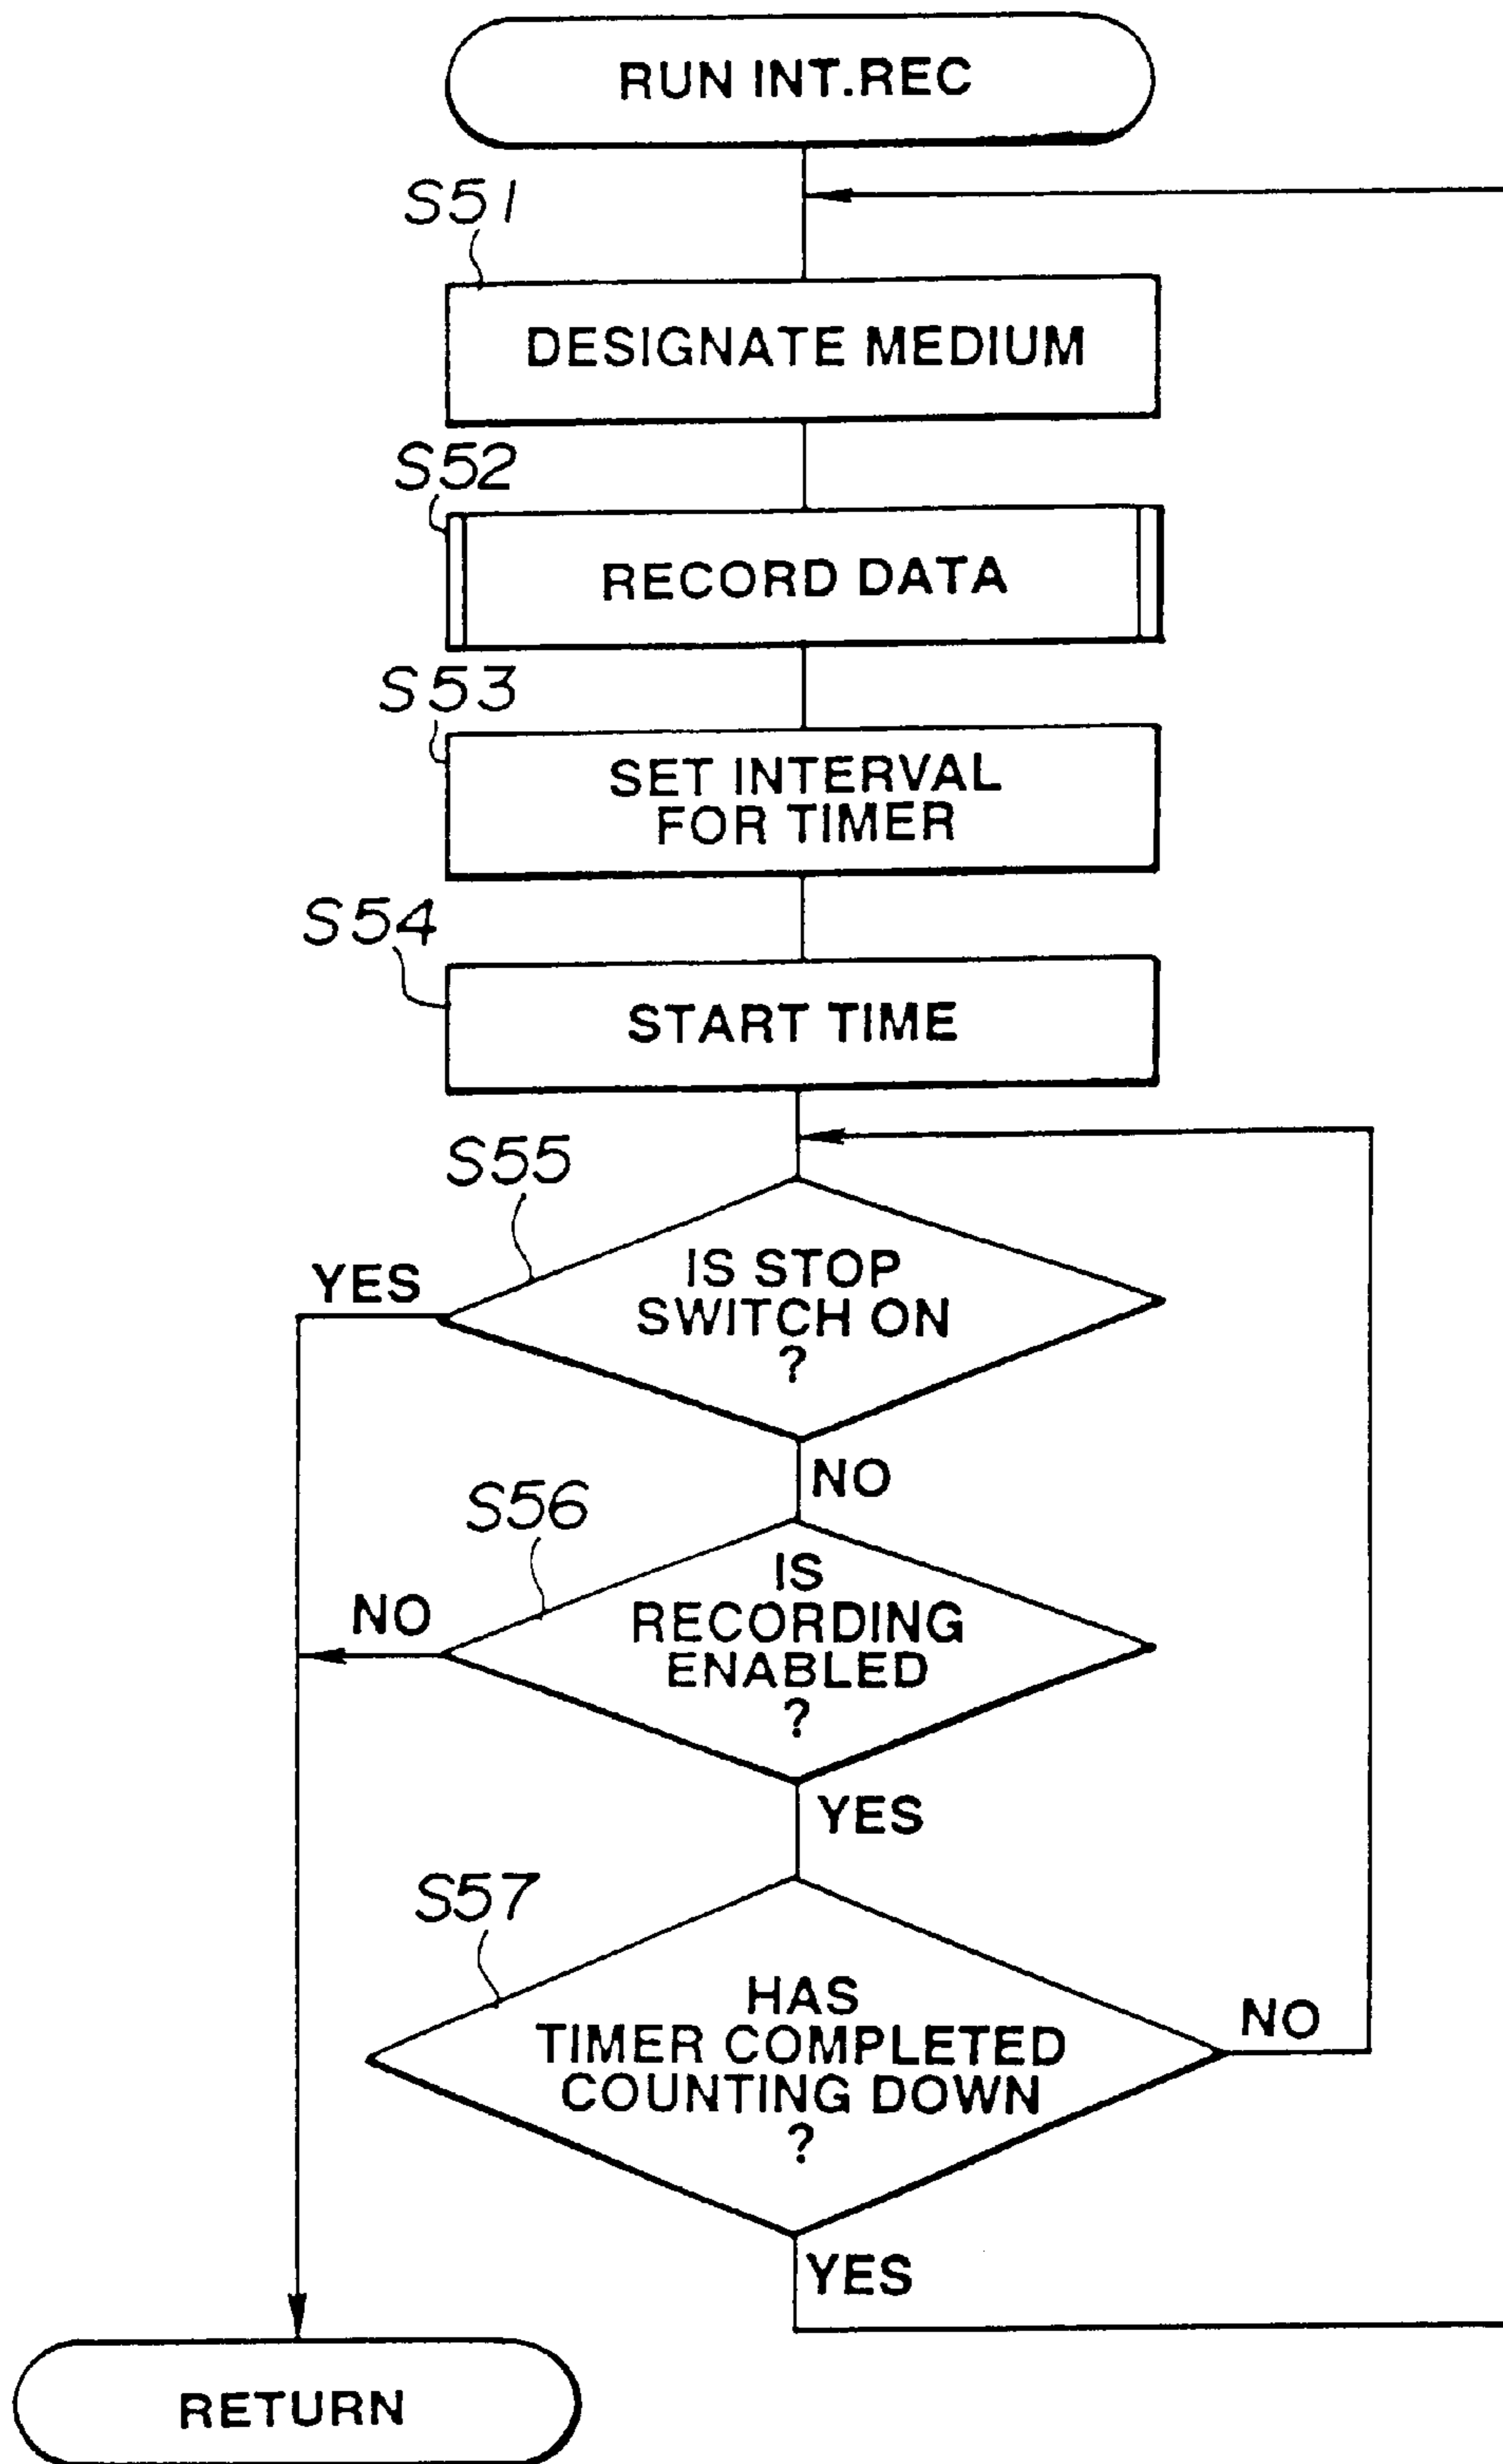 RUN INT.REC
S51
DESIGNATE MEDIUM
S52
RECORD DATA
S53
SET INTERVAL
FOR TIMER
S54
START TIME
S55
YES
IS STOP
SWITCH ON
?
NO
S56
NO
IS
RECORDING
ENABLED
?
YES
S57
HAS
TIMER COMPLETED
COUNTING DOWN
?
NO
YES
RETURN